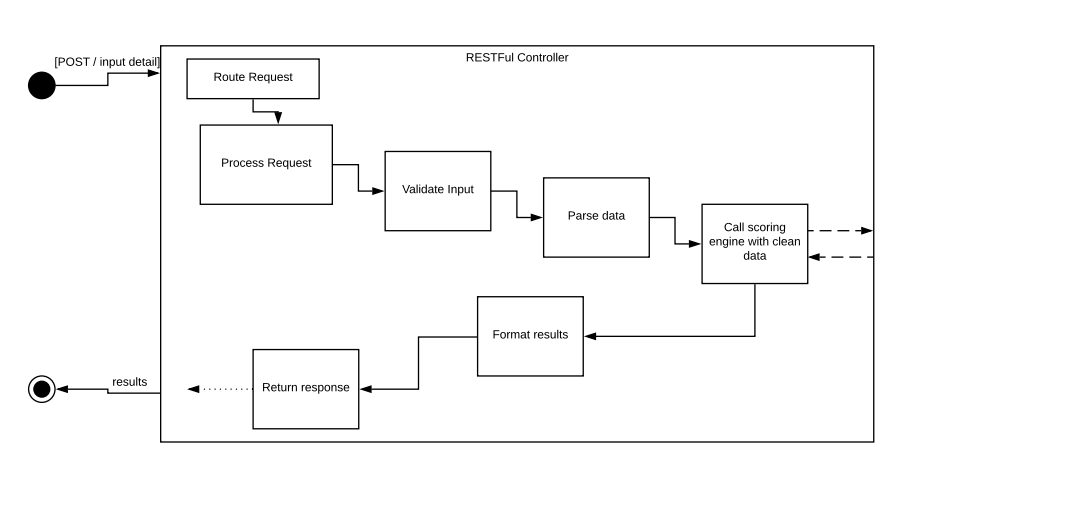 RESTFul Controller
[POST / input detail]
Route Request
Process Request
Validate Input
Parse data
Call scoring
engine with clean
data
Format results
Return response
results